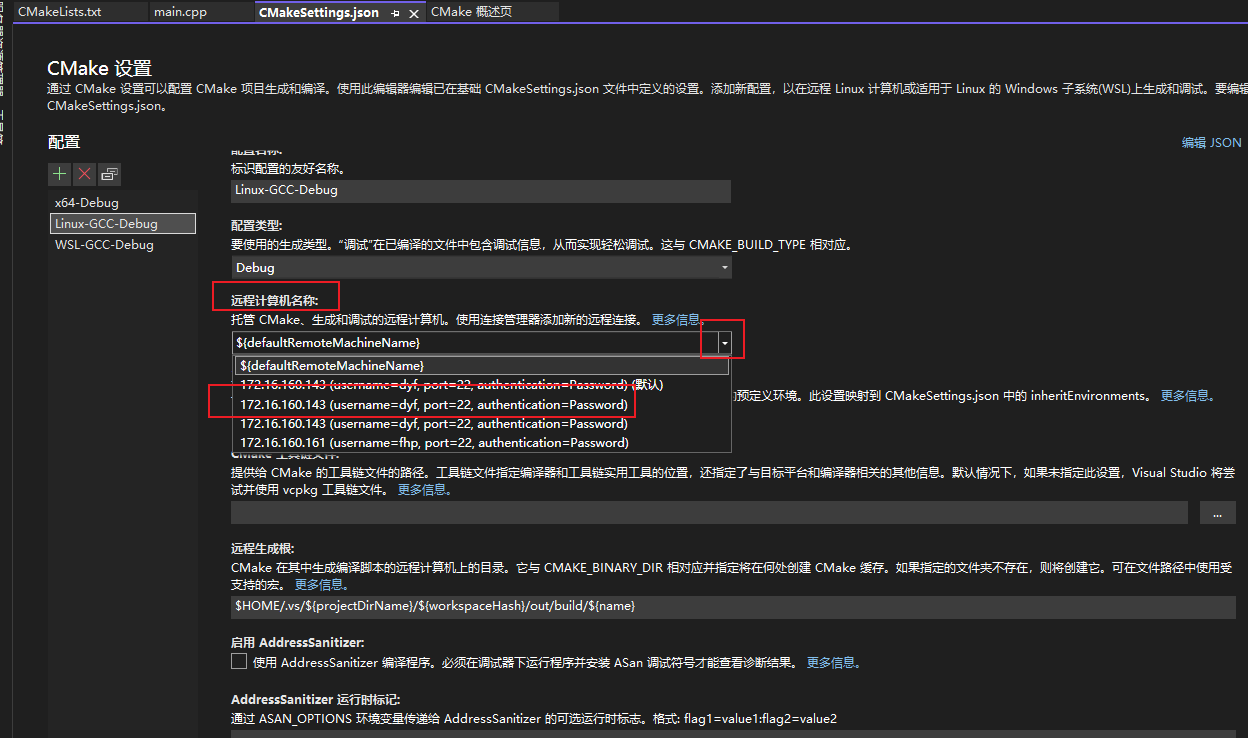 CMakeLists.txt
main.cpp
CMakeSettings.json
CMake 概述页
CMake 设置
通过 CMake 设置可以配置 CMake 项目生成和编译。使用此编辑器编辑已在基础 CMakeSettings.json 文件中定义的设置。添加新配置，以在远程 Linux 计算机或适用于 Linux 的 Windows 子系统(WSL)上生成和调试。要编辑
CMakeSettings.json。
配置
编辑 JSON
x64-Debug
Linux-GCC-Debug
WSL-GCC-Debug
配置名称:
标识配置的友好名称。
Linux-GCC-Debug
配置类型:
要使用的生成类型。“调试”在已编译的文件中包含调试信息，从而实现轻松调试。这与 CMAKE_BUILD_TYPE 相对应。
Debug
远程计算机名称:
托管 CMake、生成和调试的远程计算机。使用连接管理器添加新的远程连接。 更多信息。
${defaultRemoteMachineName}
${defaultRemoteMachineName}
172.16.160.143 (username=dyf, port=22, authentication=Password) (默认)
172.16.160.143 (username=dyf, port=22, authentication=Password)
172.16.160.143 (username=dyf, port=22, authentication=Password)
172.16.160.161 (username=fhp, port=22, authentication=Password)
预定义环境。此设置映射到 CMakeSettings.json 中的 inheritEnvironments。 更多信息。
CMake 工具链文件:
提供给 CMake 的工具链文件的路径。工具链文件指定编译器和工具链实用工具的位置，还指定了与目标平台和编译器相关的其他信息。默认情况下，如果未指定此设置，Visual Studio 将尝
试并使用 vcpkg 工具链文件。 更多信息。
...
远程生成根:
CMake 在其中生成编译脚本的远程计算机上的目录。它与 CMAKE_BINARY_DIR 相对应并指定将在何处创建 CMake 缓存。如果指定的文件夹不存在，则将创建它。可在文件路径中使用受
支持的宏。 更多信息。
$HOME/.vs/${projectDirName}/${workspaceHash}/out/build/${name}
启用 AddressSanitizer:
使用 AddressSanitizer 编译程序。必须在调试器下运行程序并安装 ASan 调试符号才能查看诊断结果。 更多信息。
AddressSanitizer 运行时标记:
通过 ASAN_OPTIONS 环境变量传递给 AddressSanitizer 的可选运行时标志。格式: flag1=value1:flag2=value2